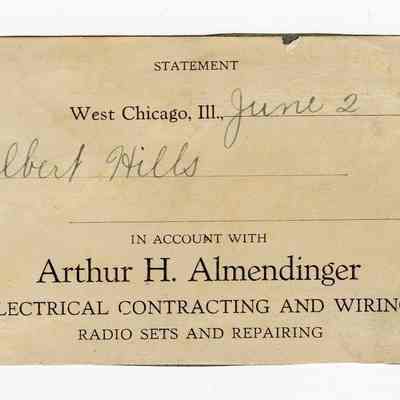 STATEMENT
West Chicago, Ill., June 2
lbert Hills
IN ACCOUNT WITH
Arthur H. Almendinger
LECTRICAL CONTRACTING AND WIRING
RADIO SETS AND REPAIRING